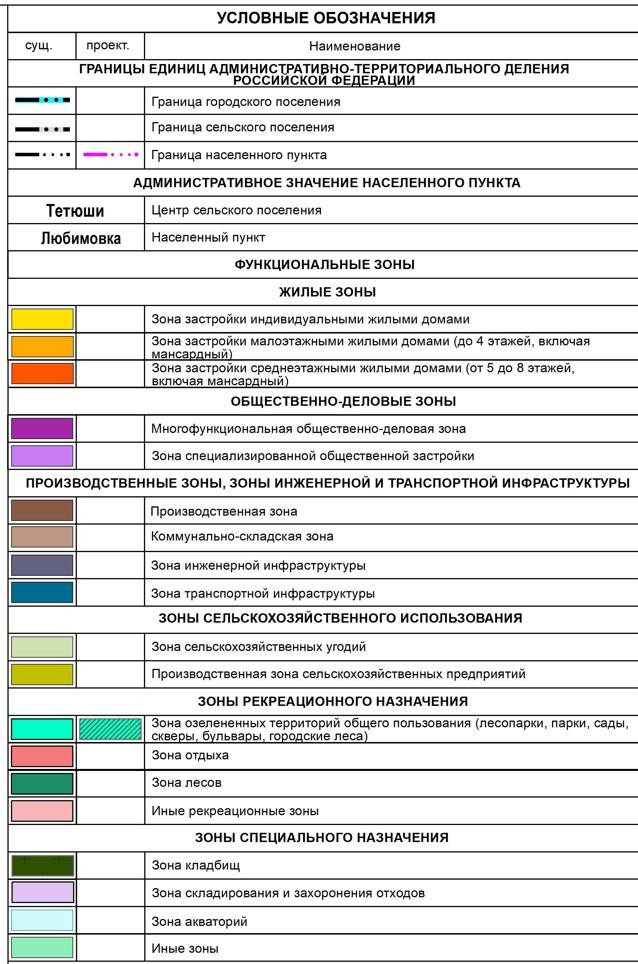 УСЛОВНЫЕ ОБОЗНАЧЕНИЯ
сущ. проект. Наименование
ГРАНИЦЫ ЕДИНИЦ АДМИНИСТРАТИВНО-ТЕРРИТОРИАЛЬНОГО ДЕЛЕНИЯ
РОССИЙСКОЙ ФЕДЕРАЦИИ
Граница городского поселения
Граница сельского поселения
Граница населенного пункта
АДМИНИСТРАТИВНОЕ ЗНАЧЕНИЕ НАСЕЛЕННОГО ПУНКТА
Тетюши Центр сельского поселения
Любимовка Населенный пункт
ФУНКЦИОНАЛЬНЫЕ ЗОНЫ
ЖИЛЫЕ ЗОНЫ
Зона застройки индивидуальными жилыми домами
Зона застройки малоэтажными жилыми домами (до 4 этажей, включая
мансардный)
Зона застройки среднеэтажными жилыми домами (от 5 до 8 этажей,
включая мансардный)
ОБЩЕСТВЕННО-ДЕЛОВЫЕ ЗОНЫ
Многофункциональная общественно-деловая зона
Зона специализированной общественной застройки
ПРОИЗВОДСТВЕННЫЕ ЗОНЫ, ЗОНЫ ИНЖЕНЕРНОЙ И ТРАНСПОРТНОЙ ИНФРАСТРУКТУРЫ
Производственная зона
Коммунально-складская зона
Зона инженерной инфраструктуры
Зона транспортной инфраструктуры
ЗОНЫ СЕЛЬСКОХОЗЯЙСТВЕННОГО ИСПОЛЬЗОВАНИЯ
Зона сельскохозяйственных угодий
Производственная зона сельскохозяйственных предприятий
ЗОНЫ РЕКРЕАЦИОННОГО НАЗНАЧЕНИЯ
Зона озелененных территорий общего пользования (лесопарки, парки, сады,
скверы, бульвары, городские леса)
Зона отдыха
Зона лесов
Иные рекреационные зоны
ЗОНЫ СПЕЦИАЛЬНОГО НАЗНАЧЕНИЯ
Зона кладбищ
Зона складирования и захоронения отходов
Зона акваторий
Иные зоны